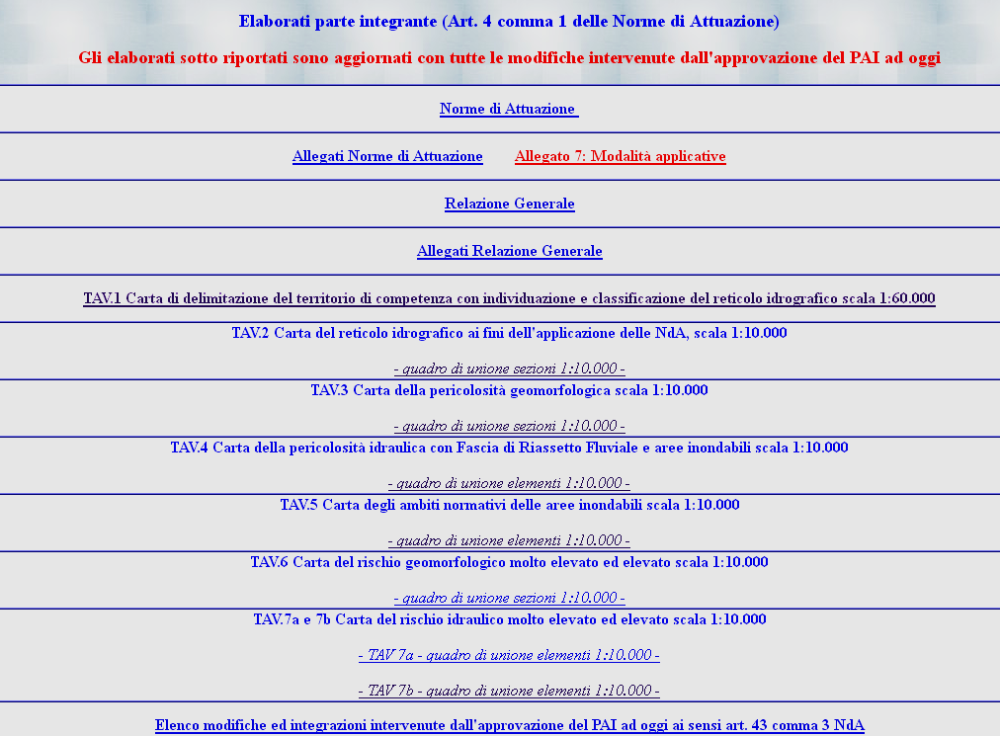 Elaborati parte integrante (Art. 4 comma 1 delle Norme di Attuazione)
Gli elaborati sotto riportati sono aggiornati con tutte le modifiche intervenute dall'approvazione del PAI ad oggi
Norme di Attuazione
Allegati Norme di Attuazione Allegato 7: Modalità applicative
Relazione Generale
Allegati Relazione Generale
TAV.1 Carta di delimitazione del territorio di competenza con individuazione e classificazione del reticolo idrografico scala 1:60.000
TAV.2 Carta del reticolo idrografico ai fini dell'applicazione delle NdA, scala 1:10.000
- quadro di unione sezioni 1:10.000 -
TAV.3 Carta della pericolosità geomorfologica scala 1:10.000
- quadro di unione sezioni 1:10.000 -
TAV.4 Carta della pericolosità idraulica con Fascia di Riassetto Fluviale e aree inondabili scala 1:10.000
- quadro di unione elementi 1:10.000 -
TAV.5 Carta degli ambiti normativi delle aree inondabili scala 1:10.000
- quadro di unione elementi 1:10.000 -
TAV.6 Carta del rischio geomorfologico molto elevato ed elevato scala 1:10.000
- quadro di unione sezioni 1:10.000 -
TAV.7a e 7b Carta del rischio idraulico molto elevato ed elevato scala 1:10.000
- TAV 7a - quadro di unione elementi 1:10.000 -
- TAV 7b - quadro di unione elementi 1:10.000 -
Elenco modifiche ed integrazioni intervenute dall'approvazione del PAI ad oggi ai sensi art. 43 comma 3 NdA